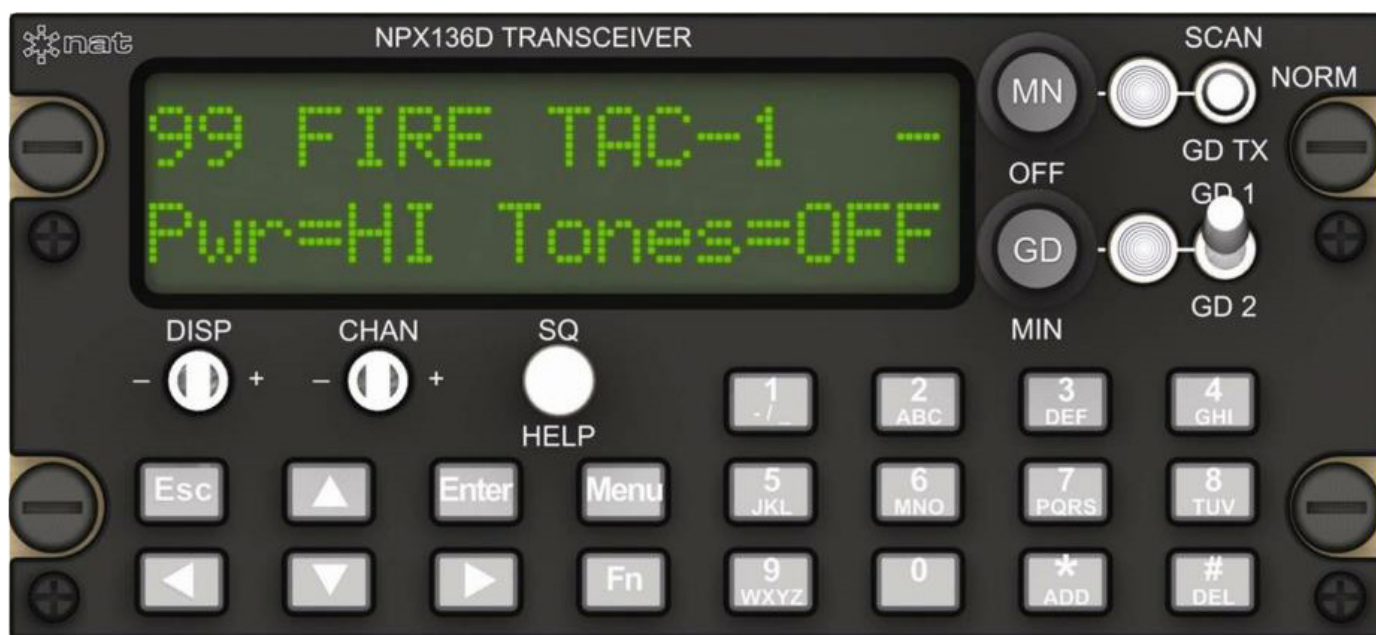 nat
NPX136D TRANSCEIVER
99 FIRE TAC-1 -
Pwr=HI Tones=OFF
MN
OFF
SCAN
NORM
GD TX
GD
MIN
GD 1
GD 2
DISP
- +
CHAN
- +
SQ
HELP
1
- / _
2
ABC
3
DEF
4
GHI
Esc
▲
Enter
Menu
5
JKL
6
MNO
7
PQRS
8
TUV
◀
▼
▶
Fn
9
WXYZ
0
*
ADD
#
DEL